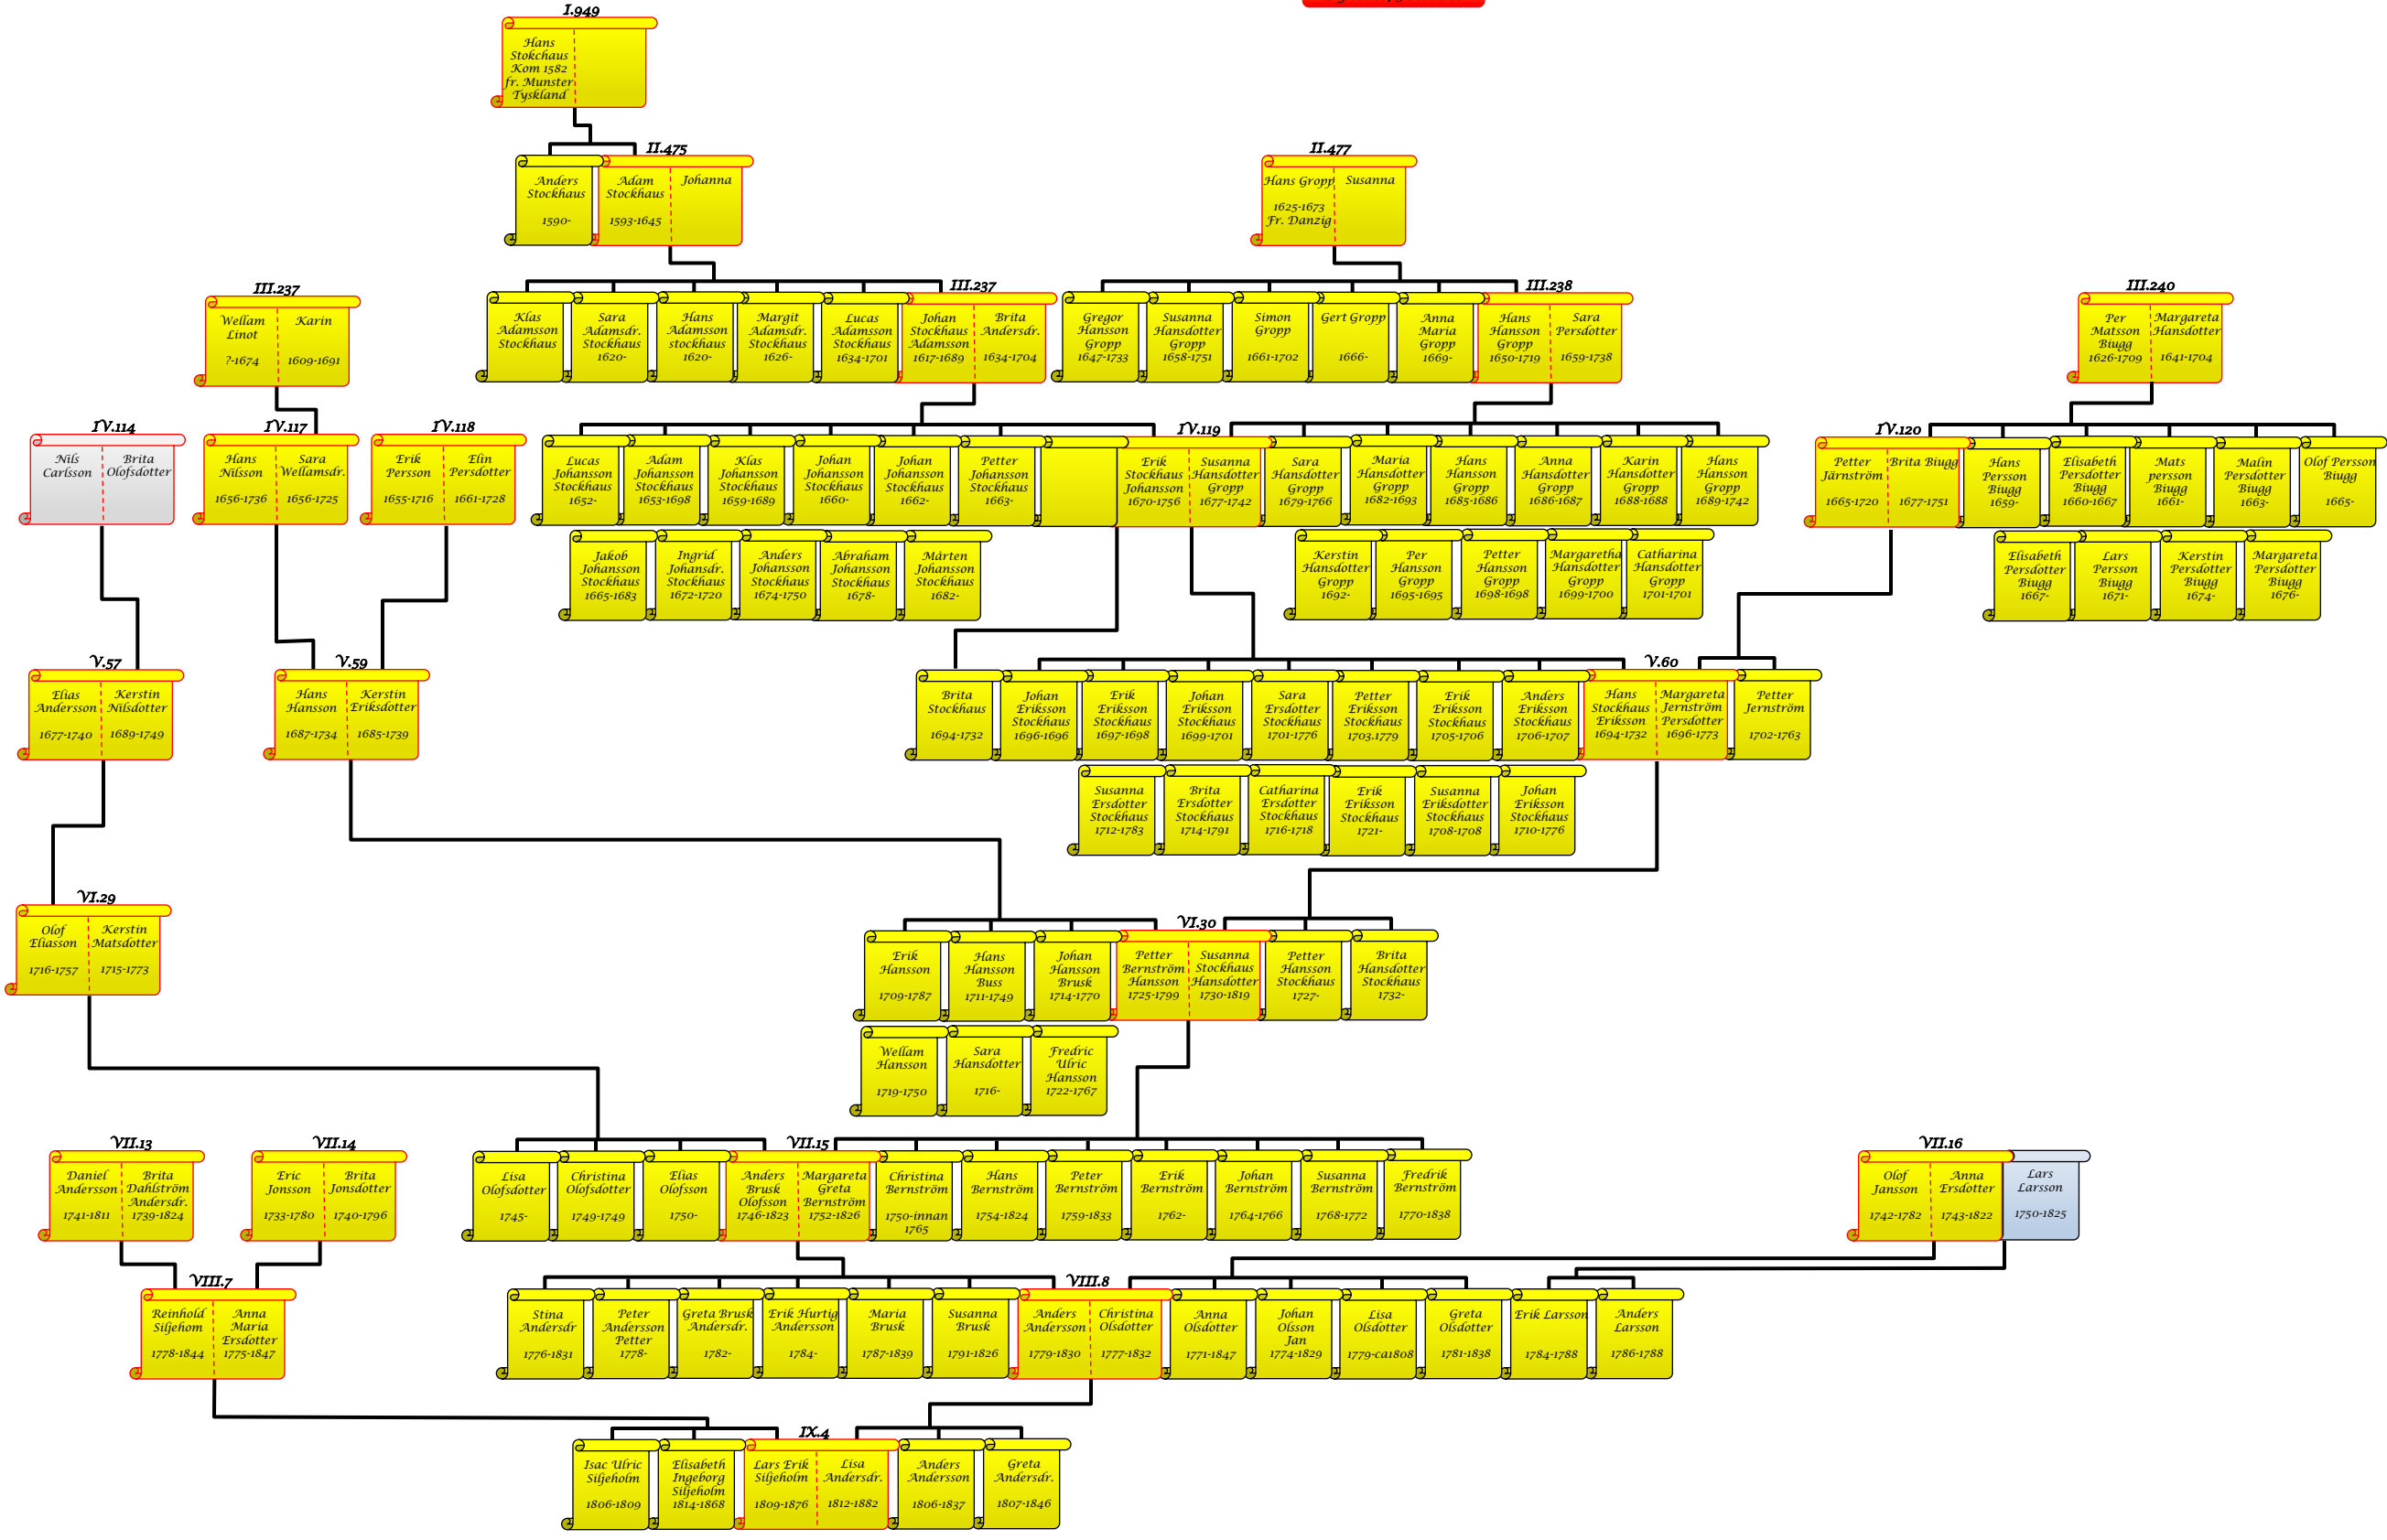 I.949
Hans
Stokchaus
Kom 1582
fr. Munster
Tyskland
II.475
Anders
Stockhaus
1590-
Adam
Stockhaus
1593-1645
Johanna
II.477
Hans Gropp
1625-1673
Fr. Danzig
Susanna
III.237
Wellam
Linot
?-1674
Karin
1609-1691
III.237
Klas
Adamsson
Stockhaus
Sara
Adamsdr.
Stockhaus
1620-
Hans
Adamsson
stockhaus
1620-
Margit
Adamsdr.
Stockhaus
1626-
Lucas
Adamsson
Stockhaus
1634-1701
Johan
Stockhaus
Adamsson
1617-1689
Brita
Andersdr.
1634-1704
III.238
Gregor
Hansson
Gropp
1647-1733
Susanna
Hansdotter
Gropp
1658-1751
Simon
Gropp
1661-1702
Gert Gropp
1666-
Anna
Maria
Gropp
1669-
Hans
Hansson
Gropp
1650-1719
Sara
Persdotter
1659-1738
III.240
Per
Matsson
Biugg
1626-1709
Margareta
Hansdotter
1641-1704
IV.114
Nils
Carlsson
Brita
Olofsdotter
IV.117
Hans
Nilsson
1656-1736
Sara
Wellamsdr.
1656-1725
IV.118
Erik
Persson
1655-1716
Elin
Persdotter
1661-1728
IV.119
Lucas
Johansson
Stockhaus
1652-
Adam
Johansson
Stockhaus
1653-1698
Klas
Johansson
Stockhaus
1659-1689
Johan
Johansson
Stockhaus
1660-
Johan
Johansson
Stockhaus
1662-
Petter
Johansson
Stockhaus
1663-
Erik
Stockhaus
Johansson
1670-1756
Susanna
Hansdotter
Gropp
1677-1742
Sara
Hansdotter
Gropp
1679-1766
Maria
Hansdotter
Gropp
1682-1693
Hans
Hansson
Gropp
1685-1686
Anna
Hansdotter
Gropp
1686-1687
Karin
Hansdotter
Gropp
1688-1688
Hans
Hansson
Gropp
1689-1742
IV.120
Petter
Järnström
1665-1720
Brita Biugg
1677-1751
Hans
Persson
Biugg
1659-
Elisabeth
Persdotter
Biugg
1660-1667
Mats
persson
Biugg
1661-
Malin
Persdotter
Biugg
1663-
Olof Persson
Biugg
1665-
Jakob
Johansson
Stockhaus
1665-1683
Ingrid
Johansdr.
Stockhaus
1672-1720
Anders
Johansson
Stockhaus
1674-1750
Abraham
Johansson
Stockhaus
1678-
Mårten
Johansson
Stockhaus
1682-
Kerstin
Hansdotter
Gropp
1692-
Per
Hansson
Gropp
1695-1695
Petter
Hansson
Gropp
1698-1698
Margaretha
Hansdotter
Gropp
1699-1700
Catharina
Hansdotter
Gropp
1701-1701
Elisabeth
Persdotter
Biugg
1667-
Lars
Persson
Biugg
1671-
Kerstin
Persdotter
Biugg
1674-
Margareta
Persdotter
Biugg
1676-
V.57
Elias
Andersson
1677-1740
Kerstin
Nilsdotter
1689-1749
V.59
Hans
Hansson
1687-1734
Kerstin
Eriksdotter
1685-1739
V.60
Brita
Stockhaus
1694-1732
Johan
Eriksson
Stockhaus
1696-1696
Erik
Eriksson
Stockhaus
1697-1698
Johan
Eriksson
Stockhaus
1699-1701
Sara
Ersdotter
Stockhaus
1701-1776
Petter
Eriksson
Stockhaus
1703.1779
Erik
Eriksson
Stockhaus
1705-1706
Anders
Eriksson
Stockhaus
1706-1707
Hans
Stockhaus
Eriksson
1694-1732
Margareta
Jernström
Persdotter
1696-1773
Petter
Jernström
1702-1763
Susanna
Ersdotter
Stockhaus
1712-1783
Brita
Ersdotter
Stockhaus
1714-1791
Catharina
Ersdotter
Stockhaus
1716-1718
Erik
Eriksson
Stockhaus
1721-
Susanna
Eriksdotter
Stockhaus
1708-1708
Johan
Eriksson
Stockhaus
1710-1776
VI.29
Olof
Eliasson
1716-1757
Kerstin
Matsdotter
1715-1773
VI.30
Erik
Hansson
1709-1787
Hans
Hansson
Buss
1711-1749
Johan
Hansson
Brusk
1714-1770
Petter
Bernström
Hansson
1725-1799
Susanna
Stockhaus
Hansdotter
1730-1819
Petter
Hansson
Stockhaus
1727-
Brita
Hansdotter
Stockhaus
1732-
Wellam
Hansson
1719-1750
Sara
Hansdotter
1716-
Fredric
Ulric
Hansson
1722-1767
VII.13
Daniel
Andersson
1741-1811
Brita
Dahlström
Andersdr.
1739-1824
VII.14
Eric
Jonsson
1733-1780
Brita
Jonsdotter
1740-1796
VII.15
Lisa
Olofsdotter
1745-
Christina
Olofsdotter
1749-1749
Elias
Olofsson
1750-
Anders
Brusk
Olofsson
1746-1823
Margareta
Greta
Bernström
1752-1826
Christina
Bernström
1750-innan
1765
Hans
Bernström
1754-1824
Peter
Bernström
1759-1833
Erik
Bernström
1762-
Johan
Bernström
1764-1766
Susanna
Bernström
1768-1772
Fredrik
Bernström
1770-1838
VII.16
Olof
Jansson
1742-1782
Anna
Ersdotter
1743-1822
Lars
Larsson
1750-1825
VIII.7
Reinhold
Siljehom
1778-1844
Anna
Maria
Ersdotter
1775-1847
VIII.8
Stina
Andersdr
1776-1831
Peter
Andersson
Petter
1778-
Greta Brusk
Andersdr.
1782-
Erik Hurtig
Andersson
1784-
Maria
Brusk
1787-1839
Susanna
Brusk
1791-1826
Anders
Andersson
1779-1830
Christina
Olsdotter
1777-1832
Anna
Olsdotter
1771-1847
Johan
Olsson
Jan
1774-1829
Lisa
Olsdotter
1779-ca1808
Greta
Olsdotter
1781-1838
Erik Larsson
1784-1788
Anders
Larsson
1786-1788
IX.4
Isac Ulric
Siljeholm
1806-1809
Elisabeth
Ingeborg
Siljeholm
1814-1868
Lars Erik
Siljeholm
1809-1876
Lisa
Andersdr.
1812-1882
Anders
Andersson
1806-1837
Greta
Andersdr.
1807-1846